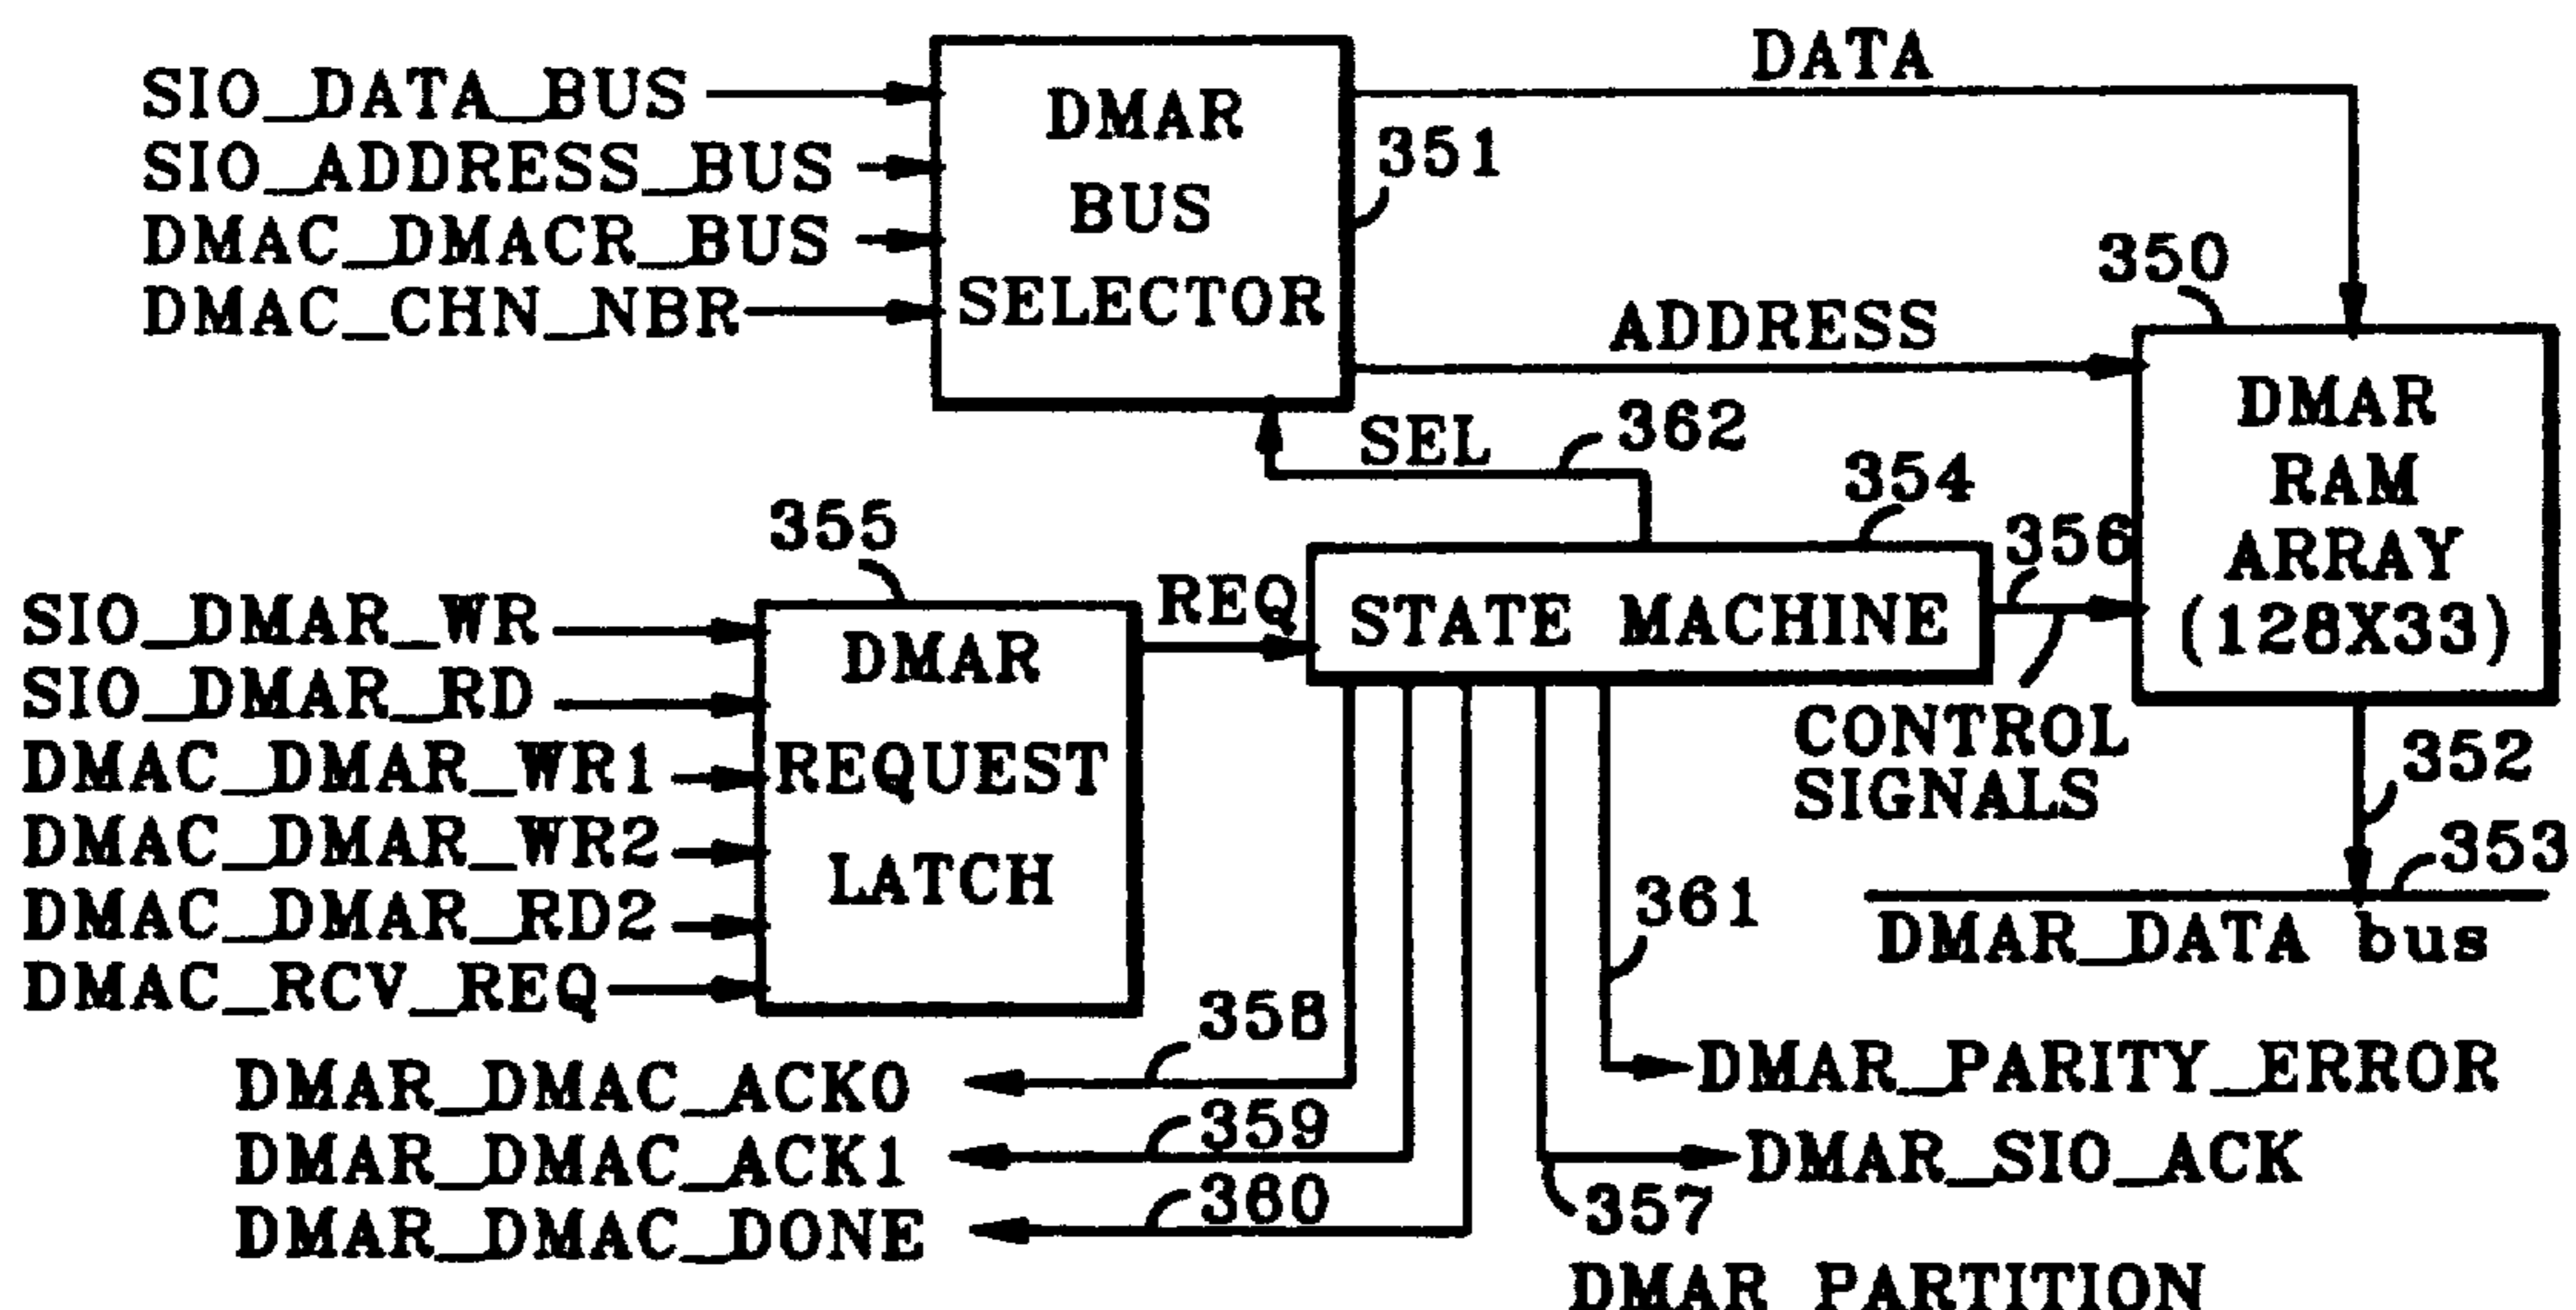 DATA
SIO_DATA_BUS
SIO_ADDRESS_BUS
DMAC_DMACR_BUS
DMAC_CHN_NBR
DMAR
BUS
SELECTOR
351
350
ADDRESS
DMAR
RAM
ARRAY
(128X33)
SEL
362
354
356
355
REQ
STATE MACHINE
SIO_DMAR_WR
SIO_DMAR_RD
DMAC_DMAR_WR1
DMAC_DMAR_WR2
DMAC_DMAR_RD2
DMAC_RCV_REQ
DMAR
REQUEST
LATCH
CONTROL
SIGNALS
352
353
DMAR_DATA bus
361
358
DMAR_DMAC_ACK0
359
DMAR_DMAC_ACK1
360
DMAR_DMAC_DONE
DMAR_PARITY_ERROR
DMAR_SIO_ACK
357
DMAR PARTITION